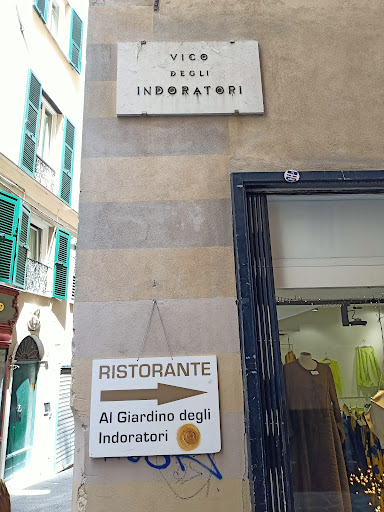 VICO
DEGLI
INDORATORI
RISTORANTE
Al Giardino degli
Indoratori